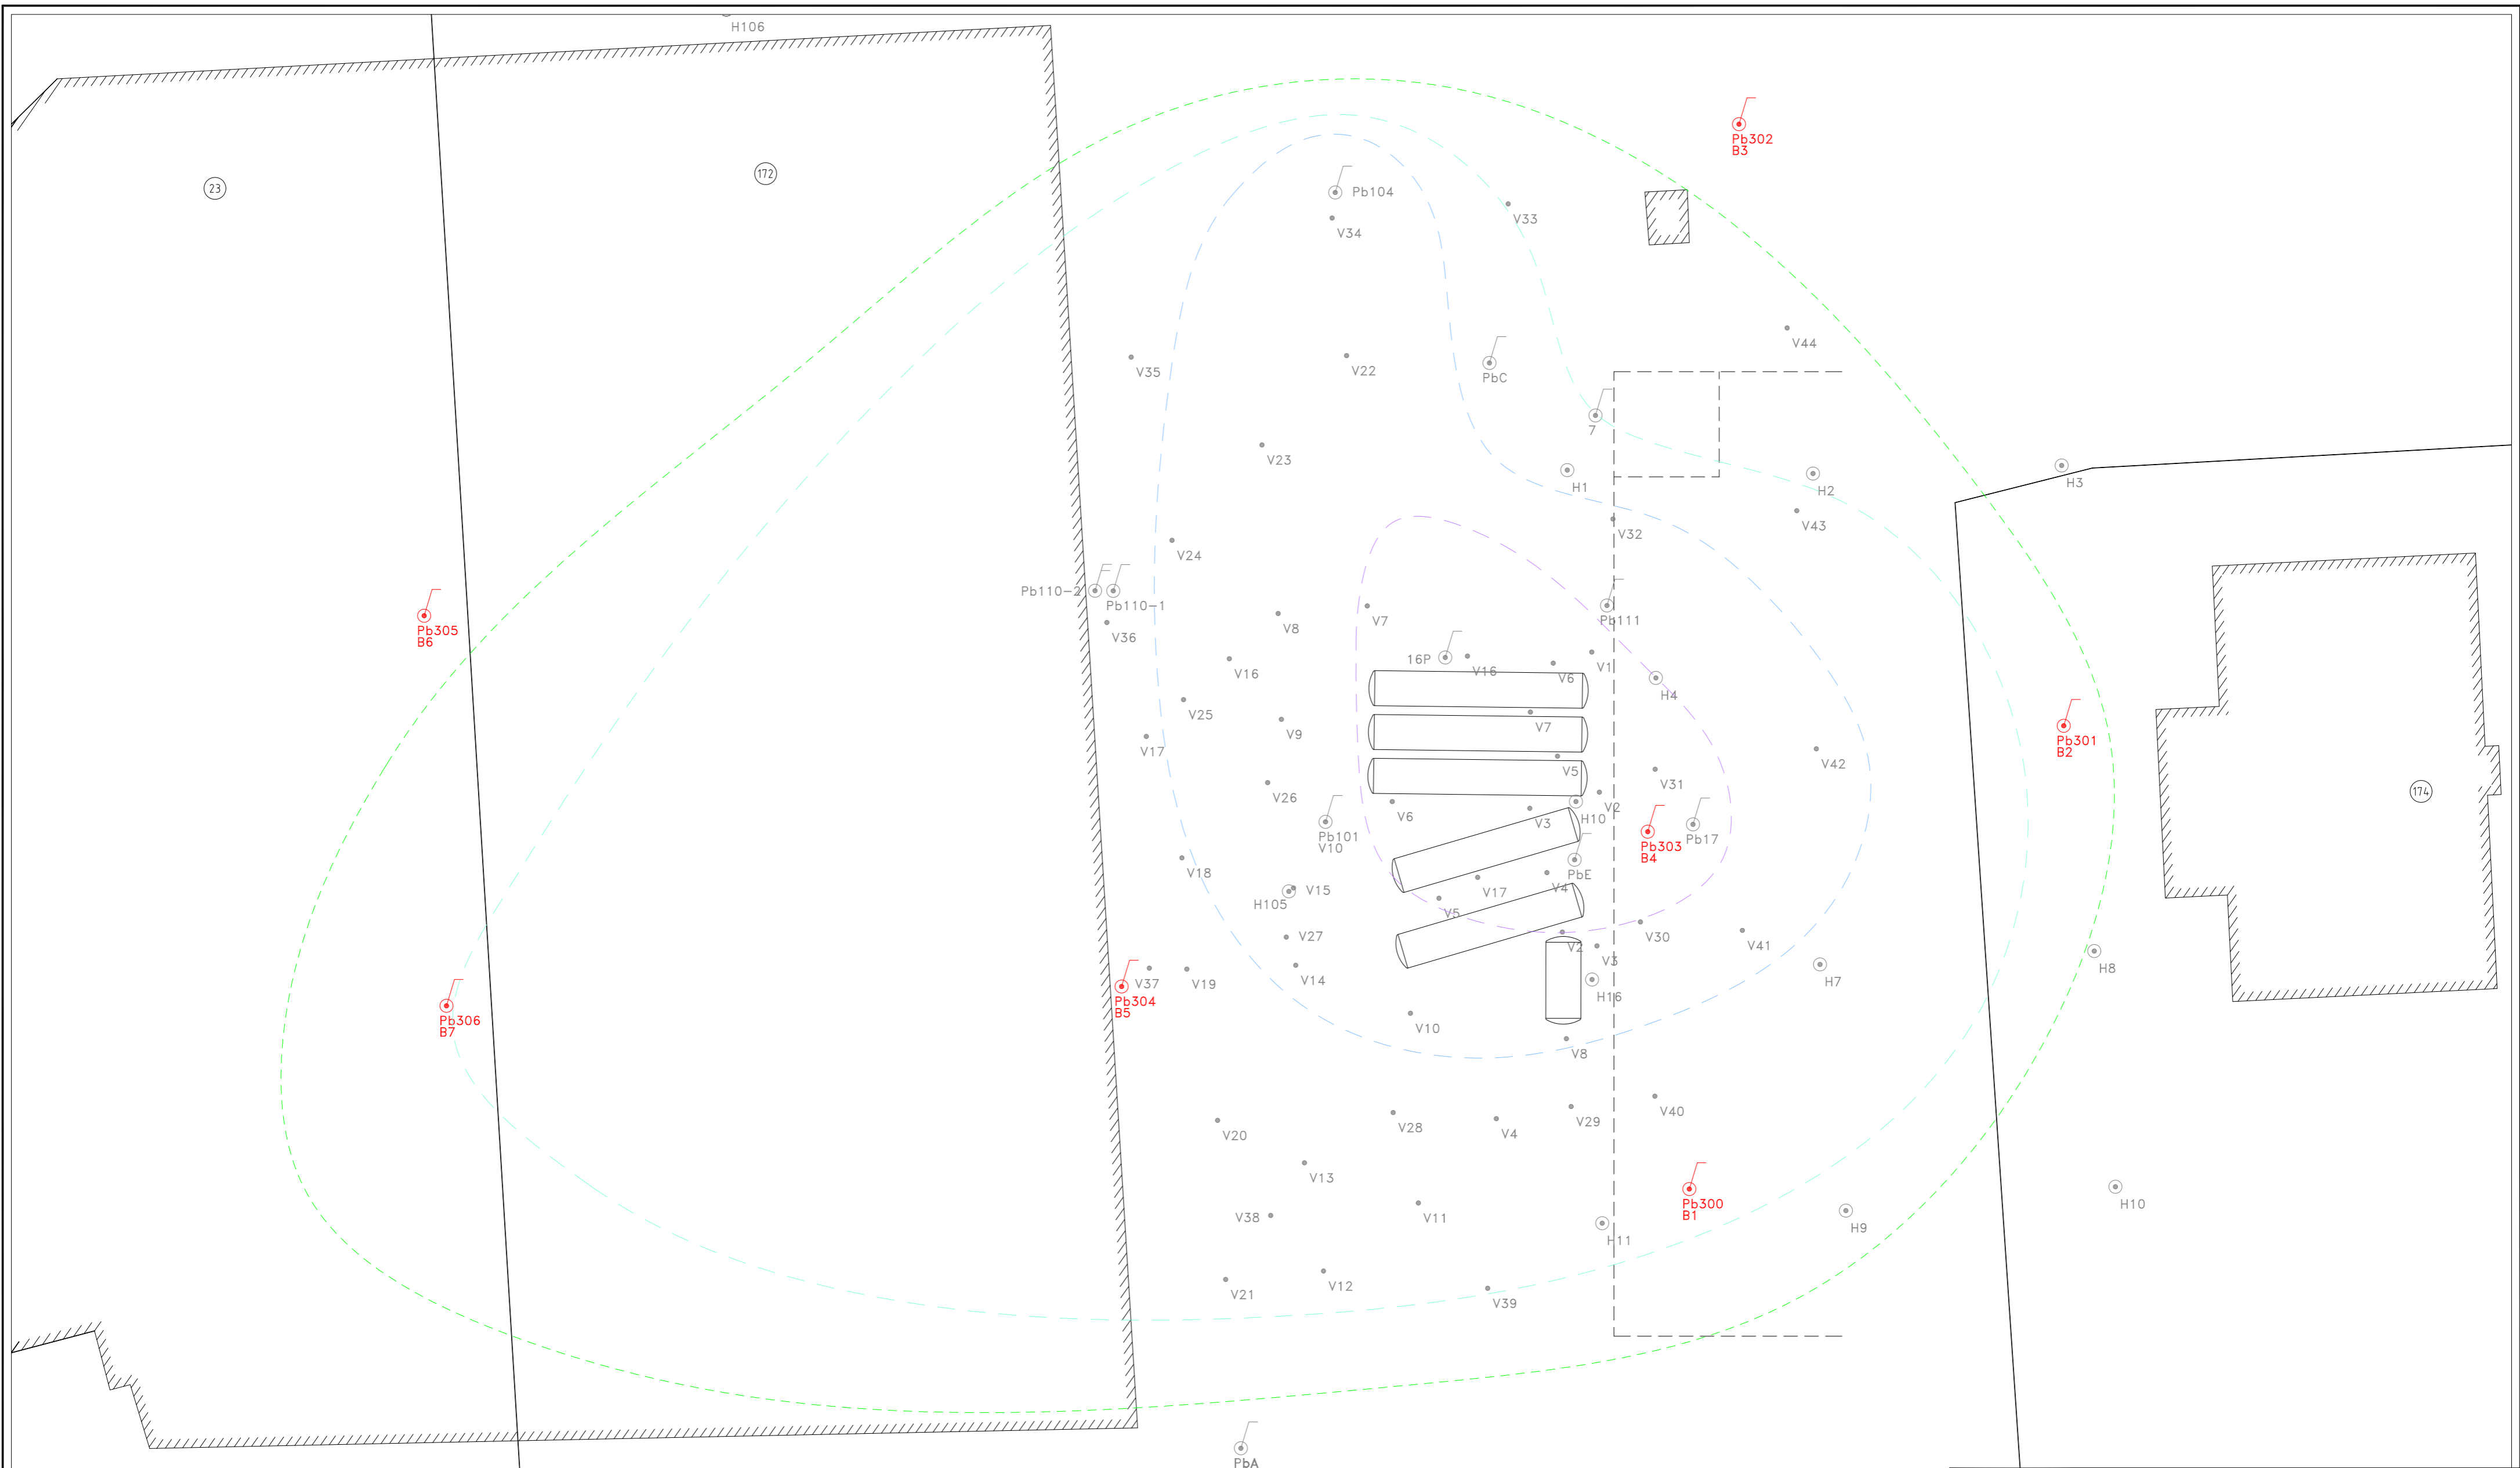 H106
Pb302
B3
172
23
Pb104
V33
V34
V44
V35
V22
PbC
7
V23
H1
H2
H3
V43
V32
V24
Pb110-2
Pb110-1
V36
V8
V7
Pb111
Pb305
B6
16P
V16
V16
V6
V1
H4
V25
V9
V7
V17
Pb301
B2
V5
V42
V31
174
V26
V6
V3
H10
V2
Pb101
V10
Pb17
Pb303
B4
V18
PbE
V17
V4
V15
H105
V5
V27
V2
V30
V3
V41
V14
V37
V19
H7
H8
H16
Pb304
B5
Pb306
B7
V10
V8
V20
V28
V4
V29
V40
V13
Pb300
B1
H10
V38
V11
H9
H11
V21
V12
V39
PbA